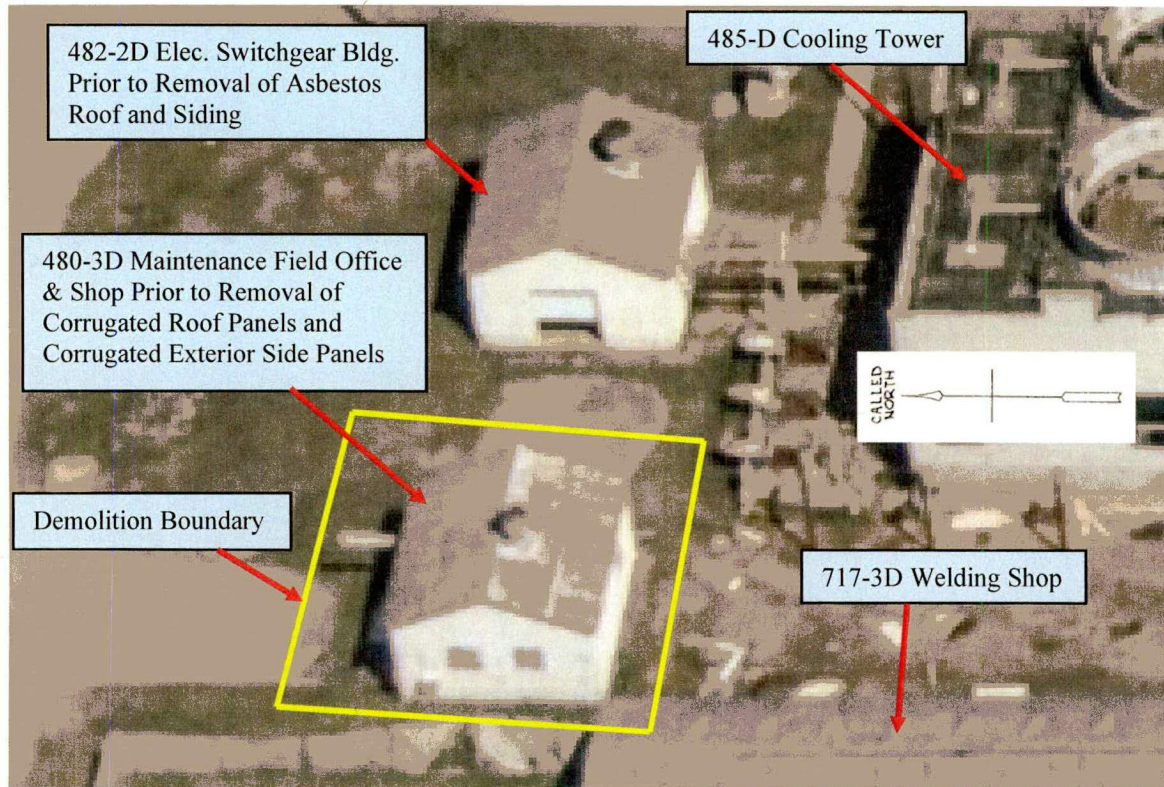 482-2D Elec. Switchgear Bldg.
Prior to Removal of Asbestos
Roof and Siding
485-D Cooling Tower
480-3D Maintenance Field Office
& Shop Prior to Removal of
Corrugated Roof Panels and
Corrugated Exterior Side Panels
CALLED
NORTH
Demolition Boundary
717-3D Welding Shop